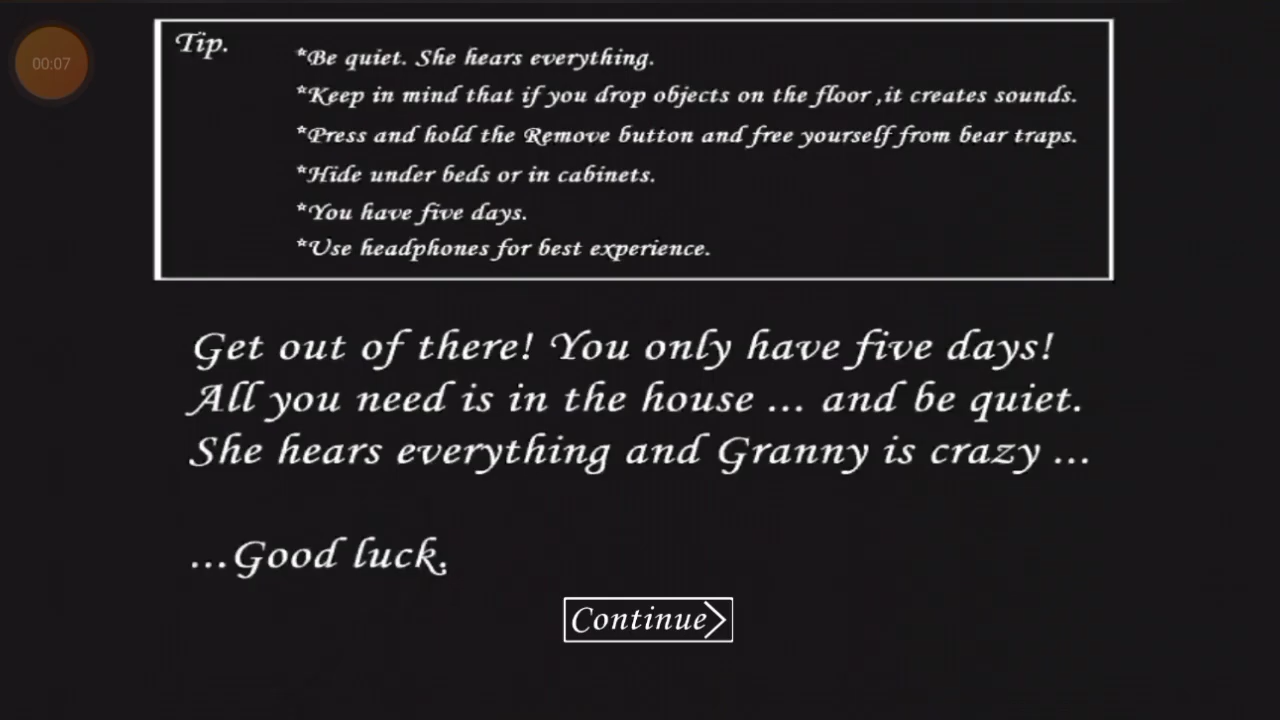 00:07
Tip.
*Be quiet. She hears everything.
*Keep in mind that if you drop objects on the floor ,it creates sounds.
*Press and hold the Remove button and free yourself from bear traps.
*Hide under beds or in cabinets.
*You have five days.
*Use headphones for best experience.
Get out of there! You only have five days!
All you need is in the house ... and be quiet.
She hears everything and Granny is crazy ...
...Good luck.
Continue